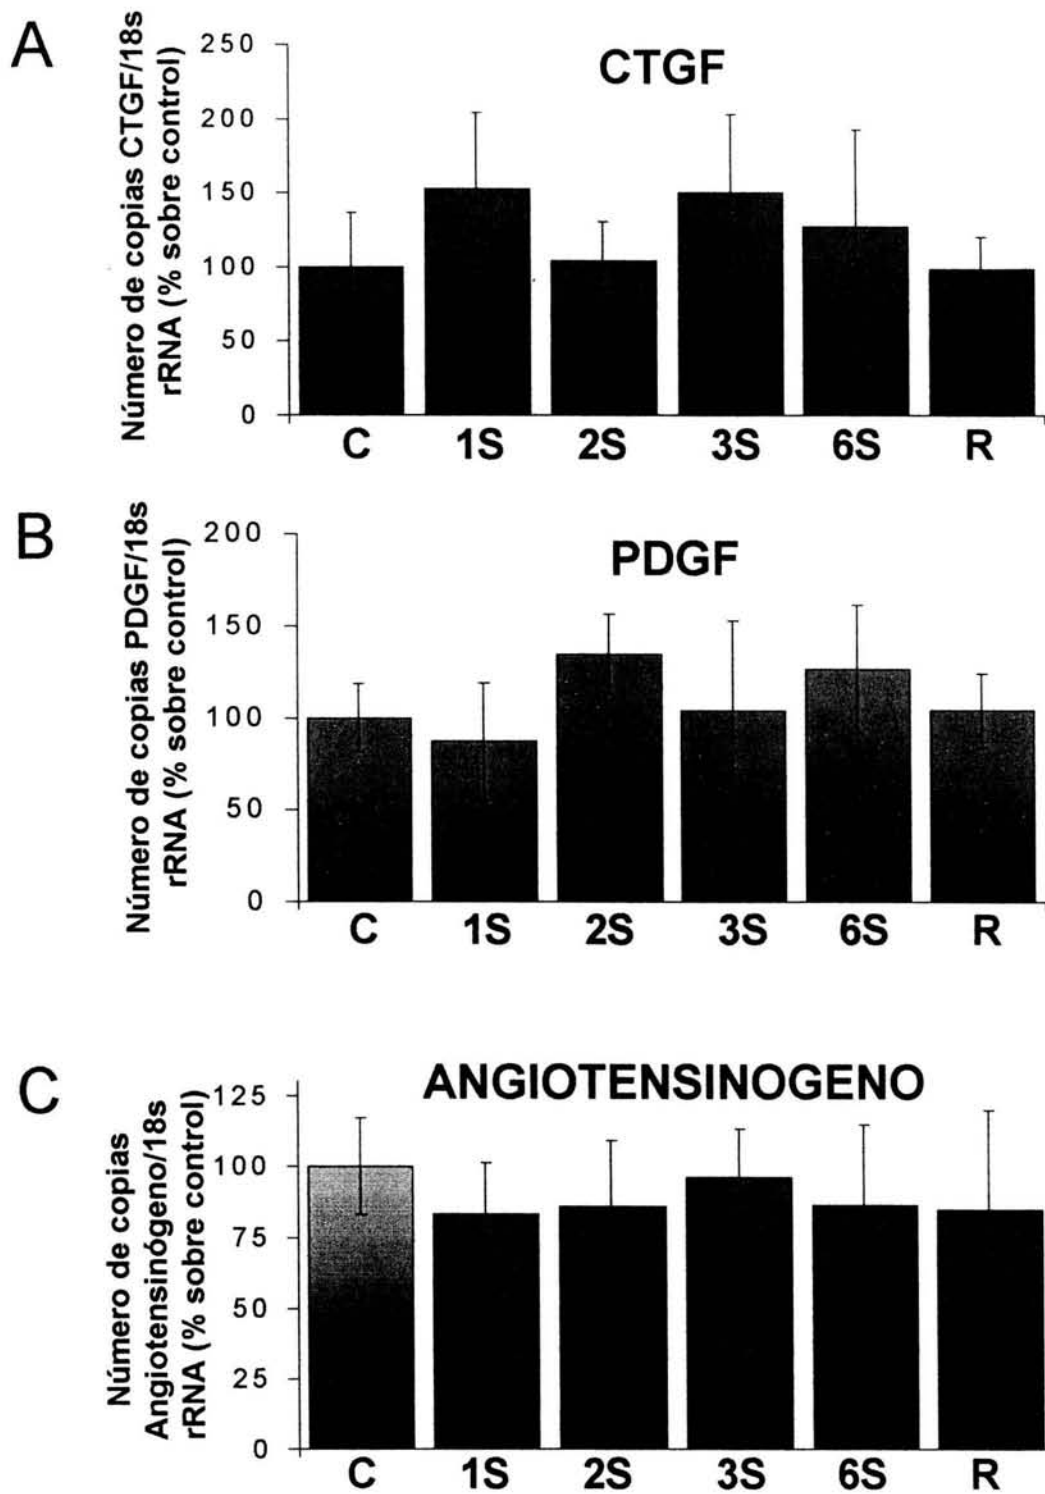 A
Número de copias CTGF/18s
rRNA (% sobre control)
250
200
150
100
50
0
CTGF
C 1S 2S 3S 6S R
B
Número de copias PDGF/18s
rRNA (% sobre control)
200
150
100
50
0
PDGF
C 1S 2S 3S 6S R
C
Número de copias
Angiotensinógeno/18s
rRNA (% sobre control)
125
100
75
50
25
0
ANGIOTENSINOGENO
C 1S 2S 3S 6S R